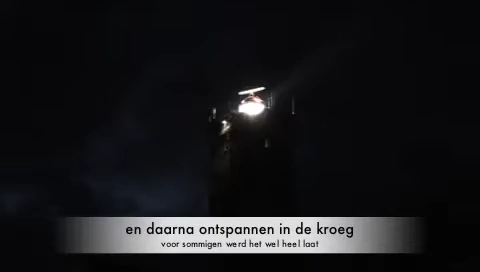 en daarna ontspannen in de kroeg
voor sommigen werd het wel heel laat